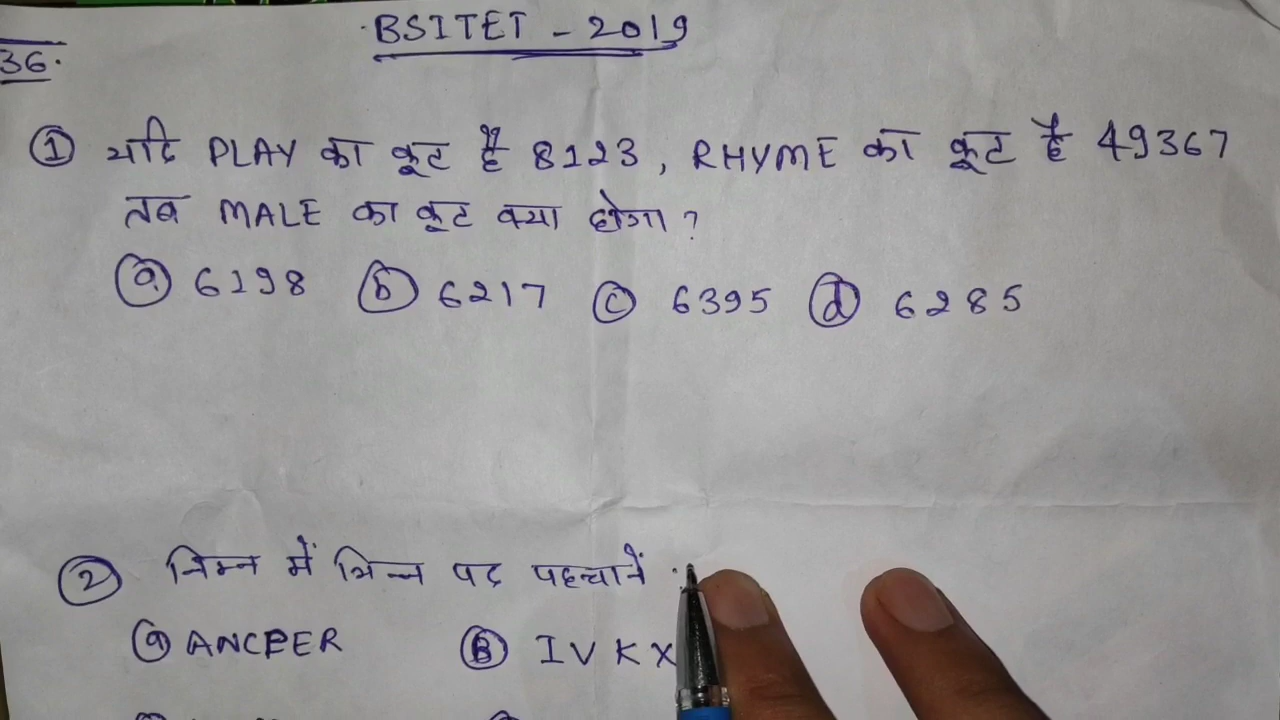 BSITET - 2019
36.
① यदि PLAY का कूट है 8123, RHYME का कूट है 49367
तब MALE का कूट क्या होगा?
ⓐ 6198 ⓑ 6217 ⓒ 6395 ⓓ 6285
② निम्न में भिन्न पद पहचानें
ⓐ Ⓑ IVKX